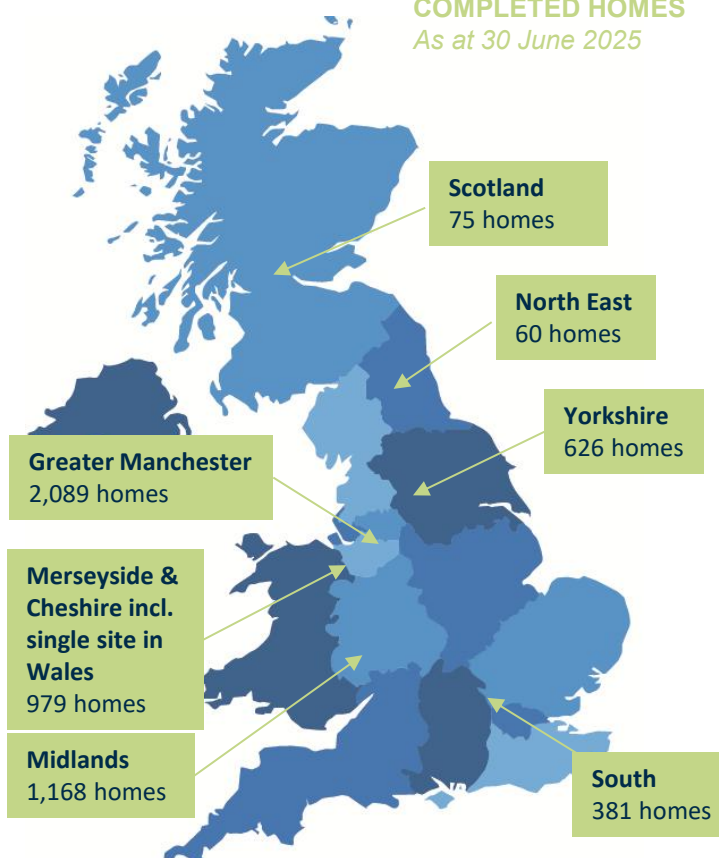 COMPLETED HOMES
As at 30 June 2025
Scotland
75 homes
North East
60 homes
Yorkshire
626 homes
Greater Manchester
2,089 homes
Merseyside &
Cheshire incl.
single site in
Wales
979 homes
Midlands
1,168 homes
South
381 homes